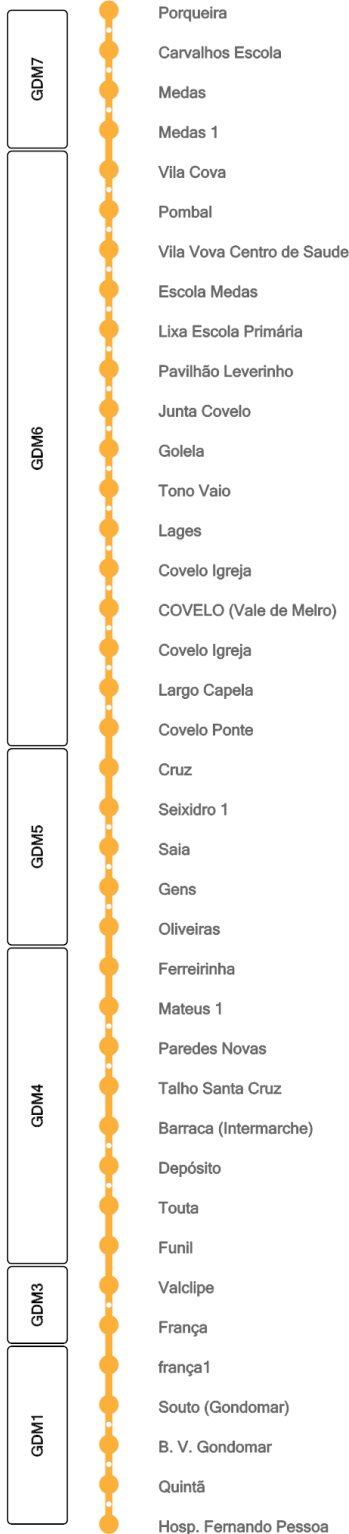 GDM7
Porqueira
Carvalhos Escola
Medas
Medas 1
GDM6
Vila Cova
Pombal
Vila Vova Centro de Saude
Escola Medas
Lixa Escola Primária
Pavilhão Leverinho
Junta Covelo
Golela
Tono Vaio
Lages
Covelo Igreja
COVELO (Vale de Melro)
Covelo Igreja
Largo Capela
Covelo Ponte
GDM5
Cruz
Seixidro 1
Saia
Gens
Oliveiras
GDM4
Ferreirinha
Mateus 1
Paredes Novas
Talho Santa Cruz
Barraca (Intermarche)
Depósito
Touta
Funil
GDM3
Valclipe
França
GDM1
frança1
Souto (Gondomar)
B. V. Gondomar
Quintã
Hosp. Fernando Pessoa